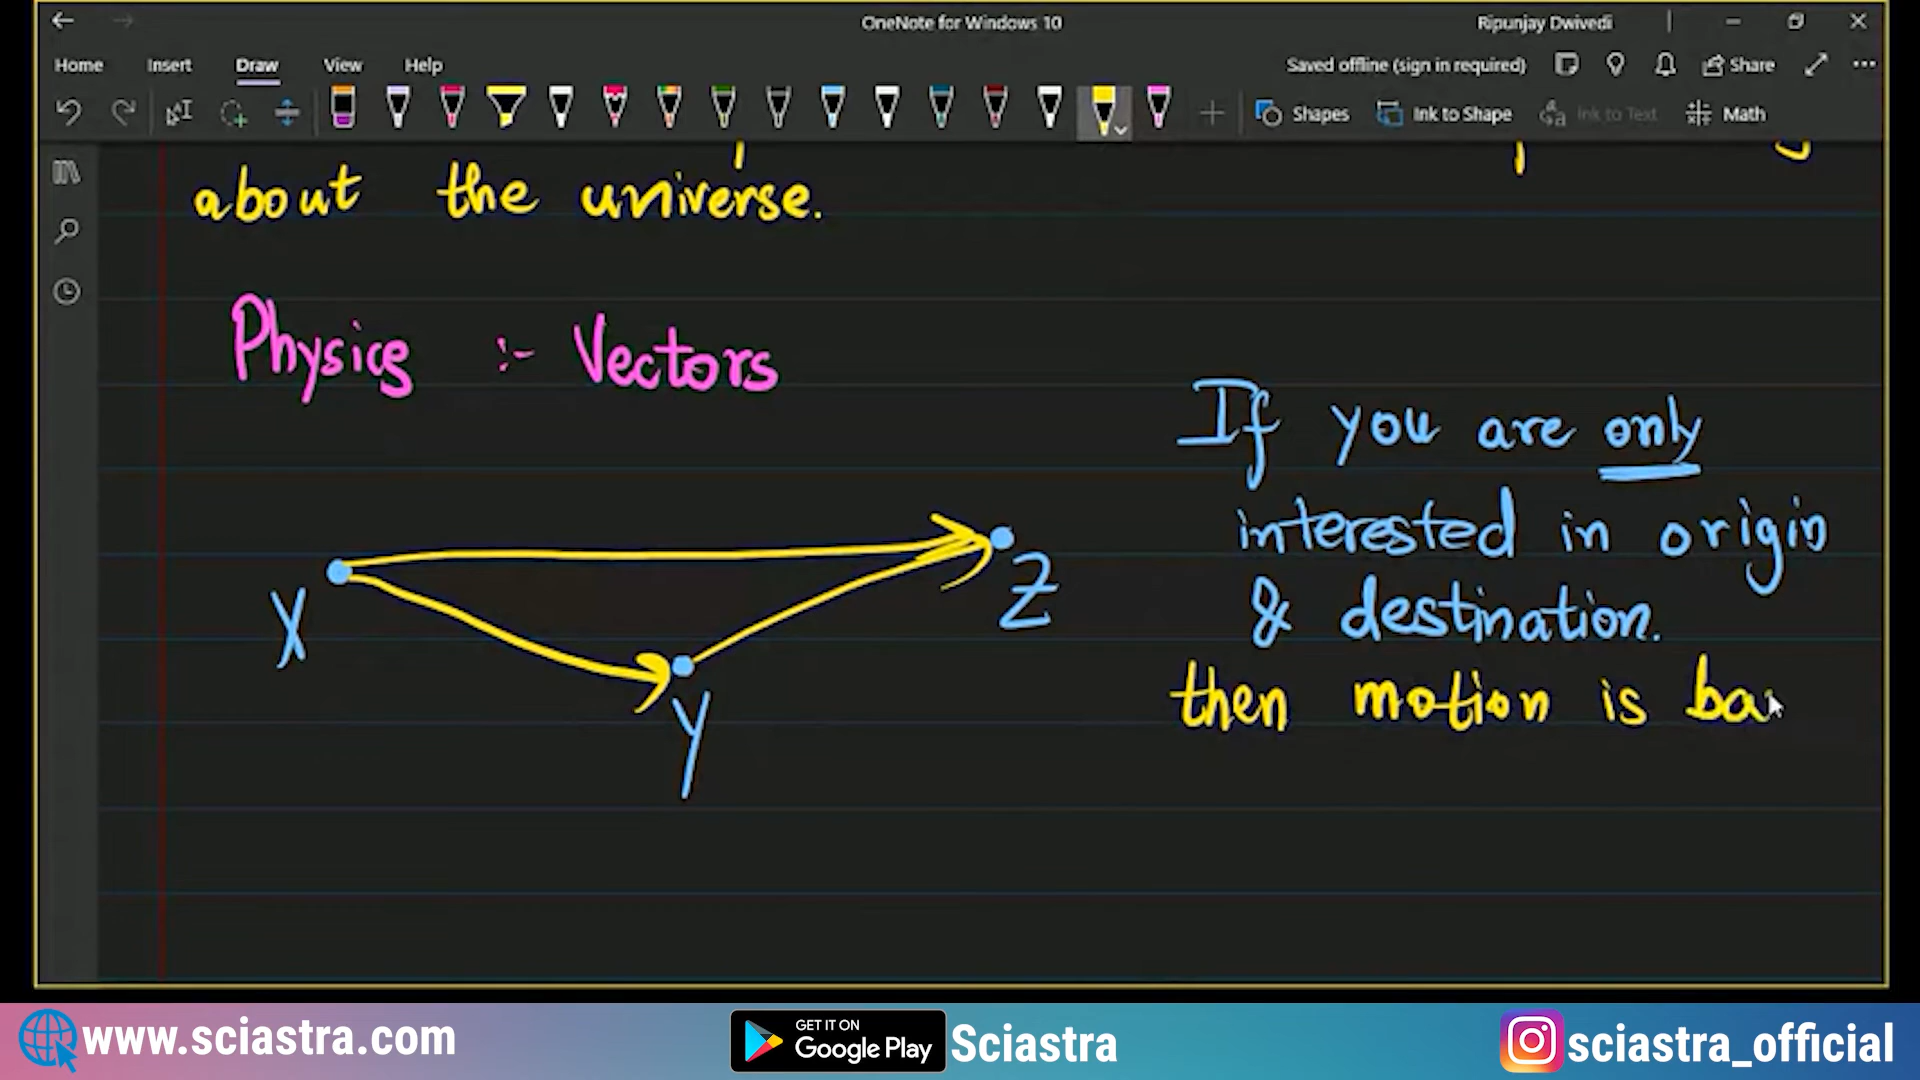 OneNote for Windows 10
Ripunjay Dwivedi
Home Insert Draw View Help
Saved offline (sign in required)
Share
Shapes
Ink to Shape
Ink to Text
Math
about the universe.
Physics :- Vectors
If you are only
interested in origin
& destination.
then motion is ba
X
Y
Z
www.sciastra.com
GET IT ON
Google Play
Sciastra
sciastra_official